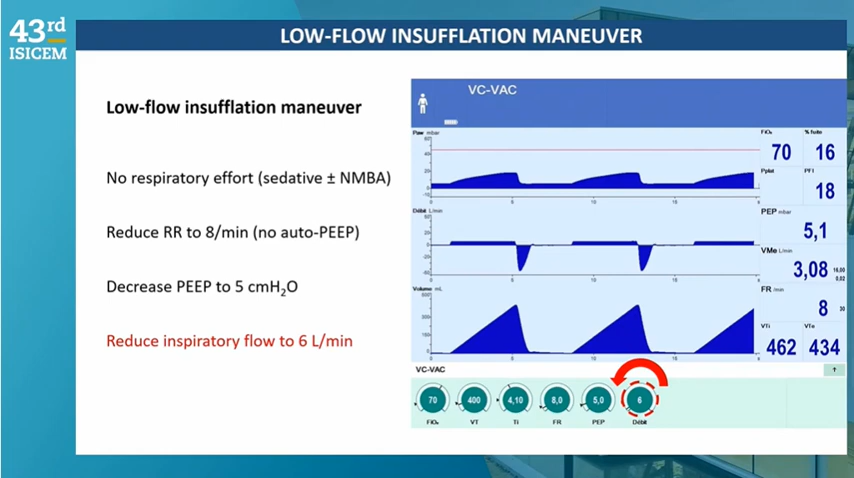 43rd
ISICEM
LOW-FLOW INSUFFLATION MANEUVER
Low-flow insufflation maneuver
No respiratory effort (sedative ± NMBA)
Reduce RR to 8/min (no auto-PEEP)
Decrease PEEP to 5 cmH2O
Reduce inspiratory flow to 6 L/min
VC-VAC
Paw mbar
FiO₂ % fuite
70 16
Pplat PFI
18
Débit L/min
PEP mbar
5,1
VMe L/min
3,08
Volume mL
FR /min
8
VTi VTe
462 434
VC-VAC
70 400 4,10 8,0 5,0 6
FiO₂ VT Ti FR PEP Débit